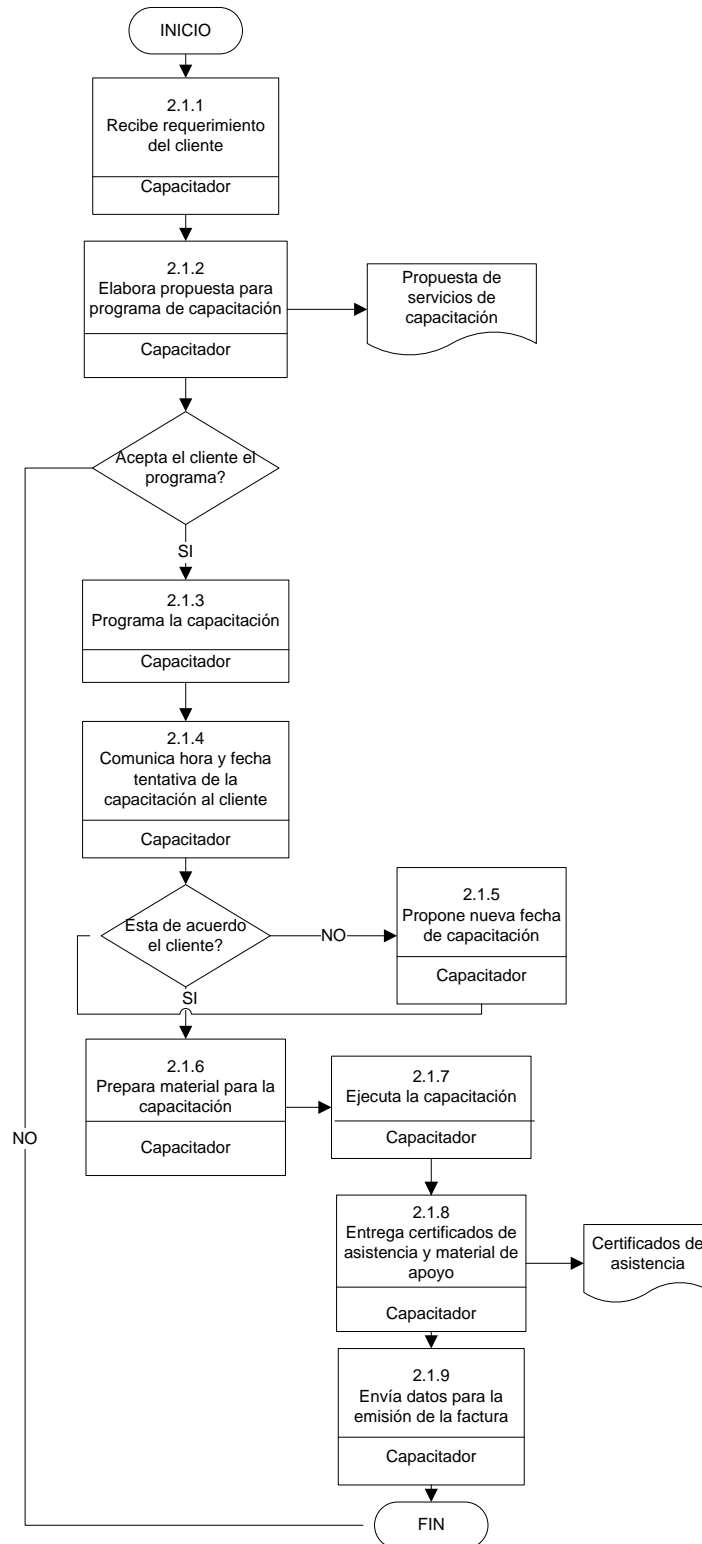 INICIO
2.1.1
Recibe requerimiento
del cliente
Capacitador
2.1.2
Elabora propuesta para
programa de capacitación
Capacitador
Propuesta de
servicios de
capacitación
Acepta el cliente el
programa?
SI
2.1.3
Programa la capacitación
Capacitador
2.1.4
Comunica hora y fecha
tentativa de la
capacitación al cliente
Capacitador
Esta de acuerdo
el cliente?
NO
2.1.5
Propone nueva fecha
de capacitación
Capacitador
SI
2.1.6
Prepara material para la
capacitación
Capacitador
2.1.7
Ejecuta la capacitación
Capacitador
NO
2.1.8
Entrega certificados de
asistencia y material de
apoyo
Capacitador
Certificados de
asistencia
2.1.9
Envía datos para la
emisión de la factura
Capacitador
FIN